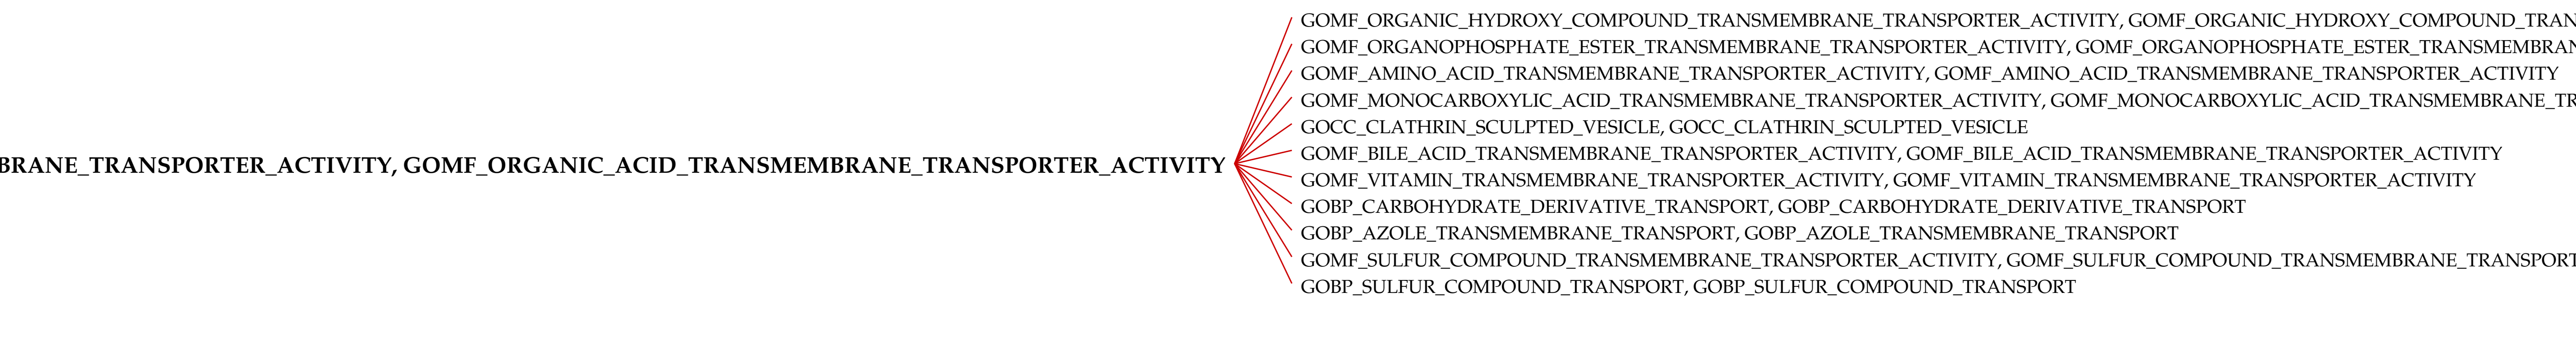 GOMF_ORGANIC_HYDROXY_COMPOUND_TRANSMEMBRANE_TRANSPORTER_ACTIVITY, GOMF_ORGANIC_HYDROXY_COMPOUND_TRAN
GOMF_ORGANOPHOSPHATE_ESTER_TRANSMEMBRANE_TRANSPORTER_ACTIVITY, GOMF_ORGANOPHOSPHATE_ESTER_TRANSMEMBRAN
GOMF_AMINO_ACID_TRANSMEMBRANE_TRANSPORTER_ACTIVITY, GOMF_AMINO_ACID_TRANSMEMBRANE_TRANSPORTER_ACTIVITY
GOMF_MONOCARBOXYLIC_ACID_TRANSMEMBRANE_TRANSPORTER_ACTIVITY, GOMF_MONOCARBOXYLIC_ACID_TRANSMEMBRANE_TR
GOCC_CLATHRIN_SCULPTED_VESICLE, GOCC_CLATHRIN_SCULPTED_VESICLE
GOMF_BILE_ACID_TRANSMEMBRANE_TRANSPORTER_ACTIVITY, GOMF_BILE_ACID_TRANSMEMBRANE_TRANSPORTER_ACTIVITY
BRANE_TRANSPORTER_ACTIVITY, GOMF_ORGANIC_ACID_TRANSMEMBRANE_TRANSPORTER_ACTIVITY
GOMF_VITAMIN_TRANSMEMBRANE_TRANSPORTER_ACTIVITY, GOMF_VITAMIN_TRANSMEMBRANE_TRANSPORTER_ACTIVITY
GOBP_CARBOHYDRATE_DERIVATIVE_TRANSPORT, GOBP_CARBOHYDRATE_DERIVATIVE_TRANSPORT
GOBP_AZOLE_TRANSMEMBRANE_TRANSPORT, GOBP_AZOLE_TRANSMEMBRANE_TRANSPORT
GOMF_SULFUR_COMPOUND_TRANSMEMBRANE_TRANSPORTER_ACTIVITY, GOMF_SULFUR_COMPOUND_TRANSMEMBRANE_TRANSPORT
GOBP_SULFUR_COMPOUND_TRANSPORT, GOBP_SULFUR_COMPOUND_TRANSPORT